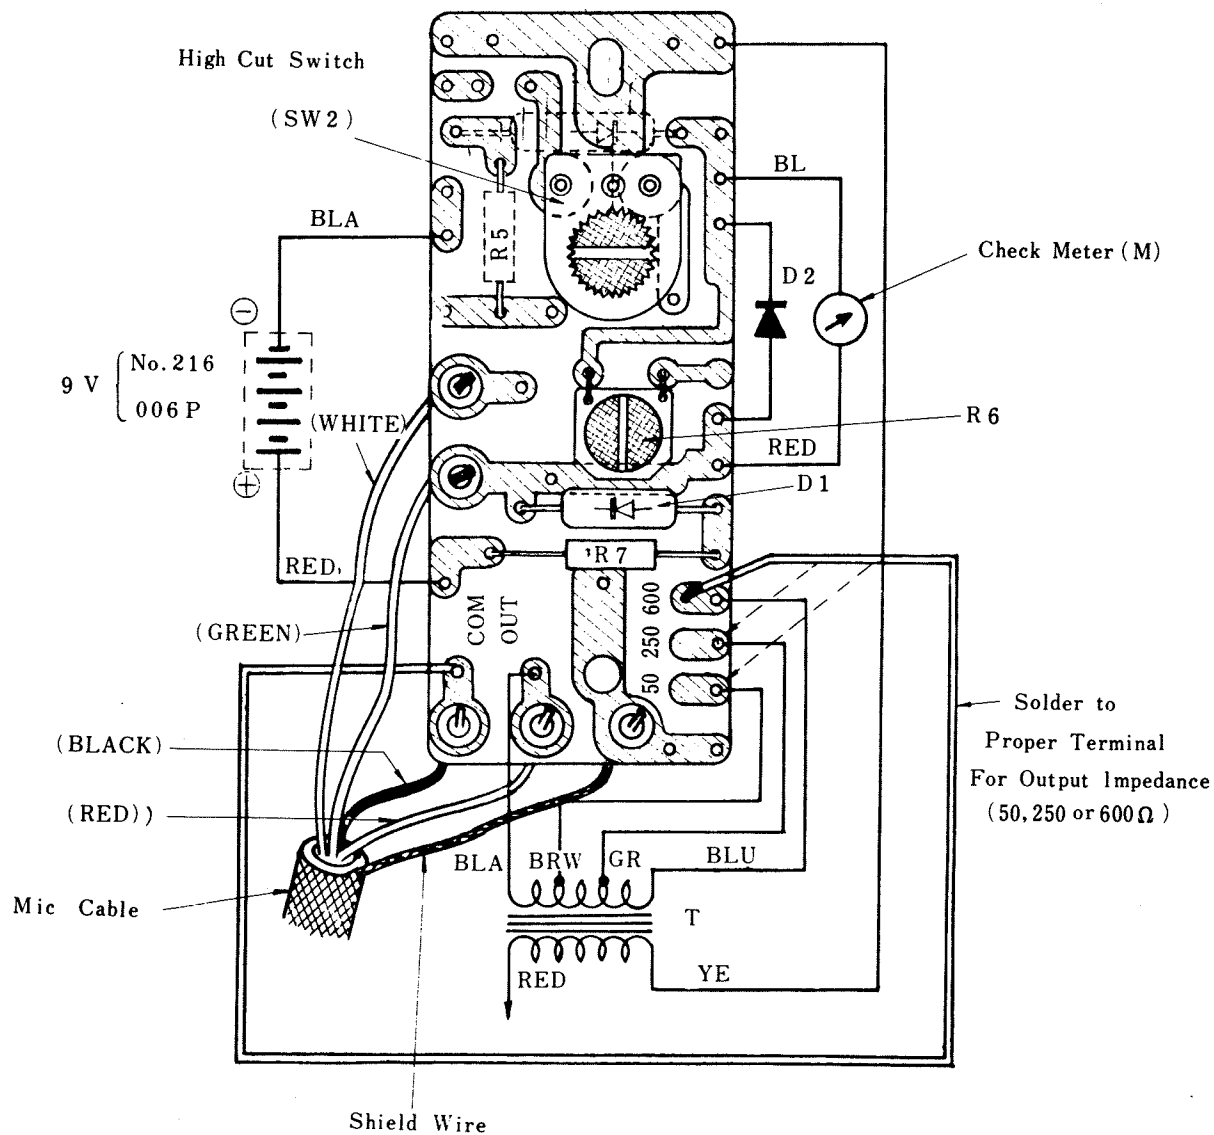 High Cut Switch
(SW2)
BLA
BL
R5
D2
Check Meter (M)
9 V
No.216
006P
(WHITE)
R6
RED
D1
RED
R7
(GREEN)
COM
OUT
600
250
50
Solder to
Proper Terminal
For Output Impedance
(50, 250 or 600Ω)
(BLACK)
(RED))
BLA
BRW
GR
BLU
Mic Cable
T
RED
YE
Shield Wire